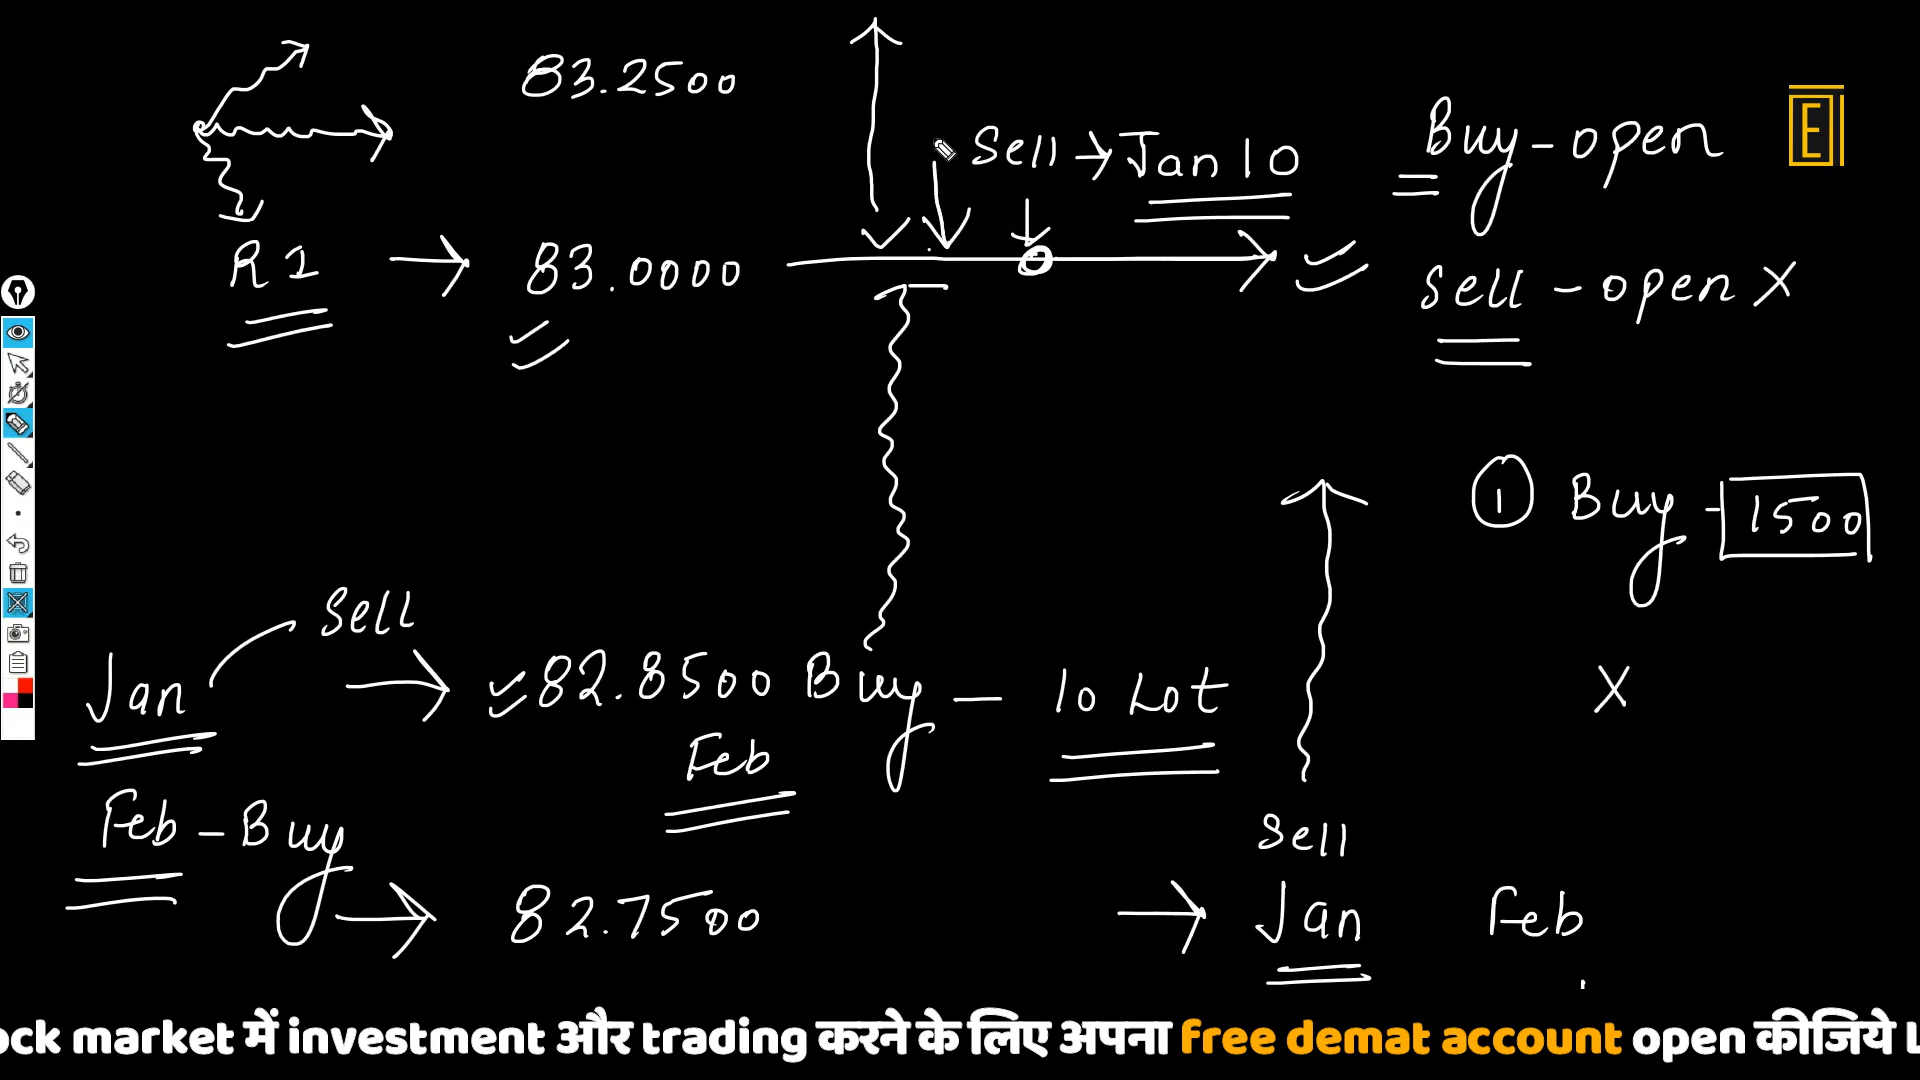 83.2500
Sell → Jan 10
Buy - open
E
R1 → 83.0000
Sell - open X
① Buy - 1500
Sell
Jan → 82.8500 Buy - 10 Lot
X
Feb
Feb - Buy
Sell
→ 82.7500 → Jan Feb
ock market में investment और trading करने के लिए अपना free demat account open कीजिये L